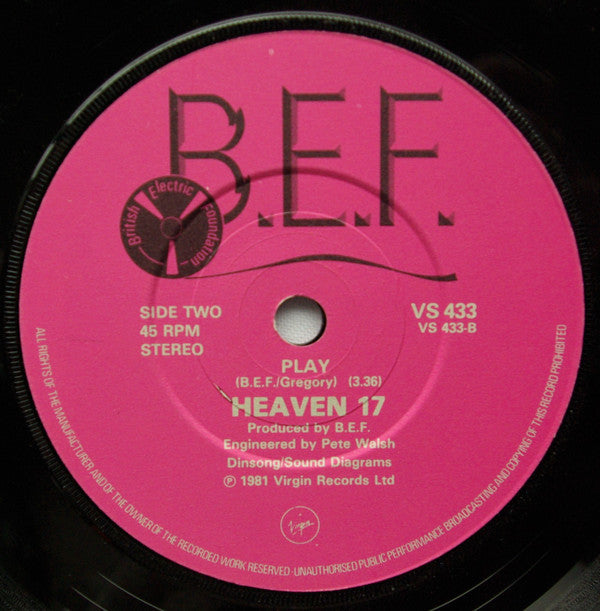 B.E.F.
British Electric Foundation
SIDE TWO
45 RPM
STEREO
VS 433
VS 433-B
PLAY
(B.E.F./Gregory) (3.36)
HEAVEN 17
Produced by B.E.F.
Engineered by Pete Walsh
Dinsong/Sound Diagrams
℗ 1981 Virgin Records Ltd
Virgin
ALL RIGHTS OF THE MANUFACTURER AND OF THE OWNER OF THE RECORDED WORK RESERVED · UNAUTHORISED PUBLIC PERFORMANCE BROADCASTING AND COPYING OF THIS RECORD PROHIBITED